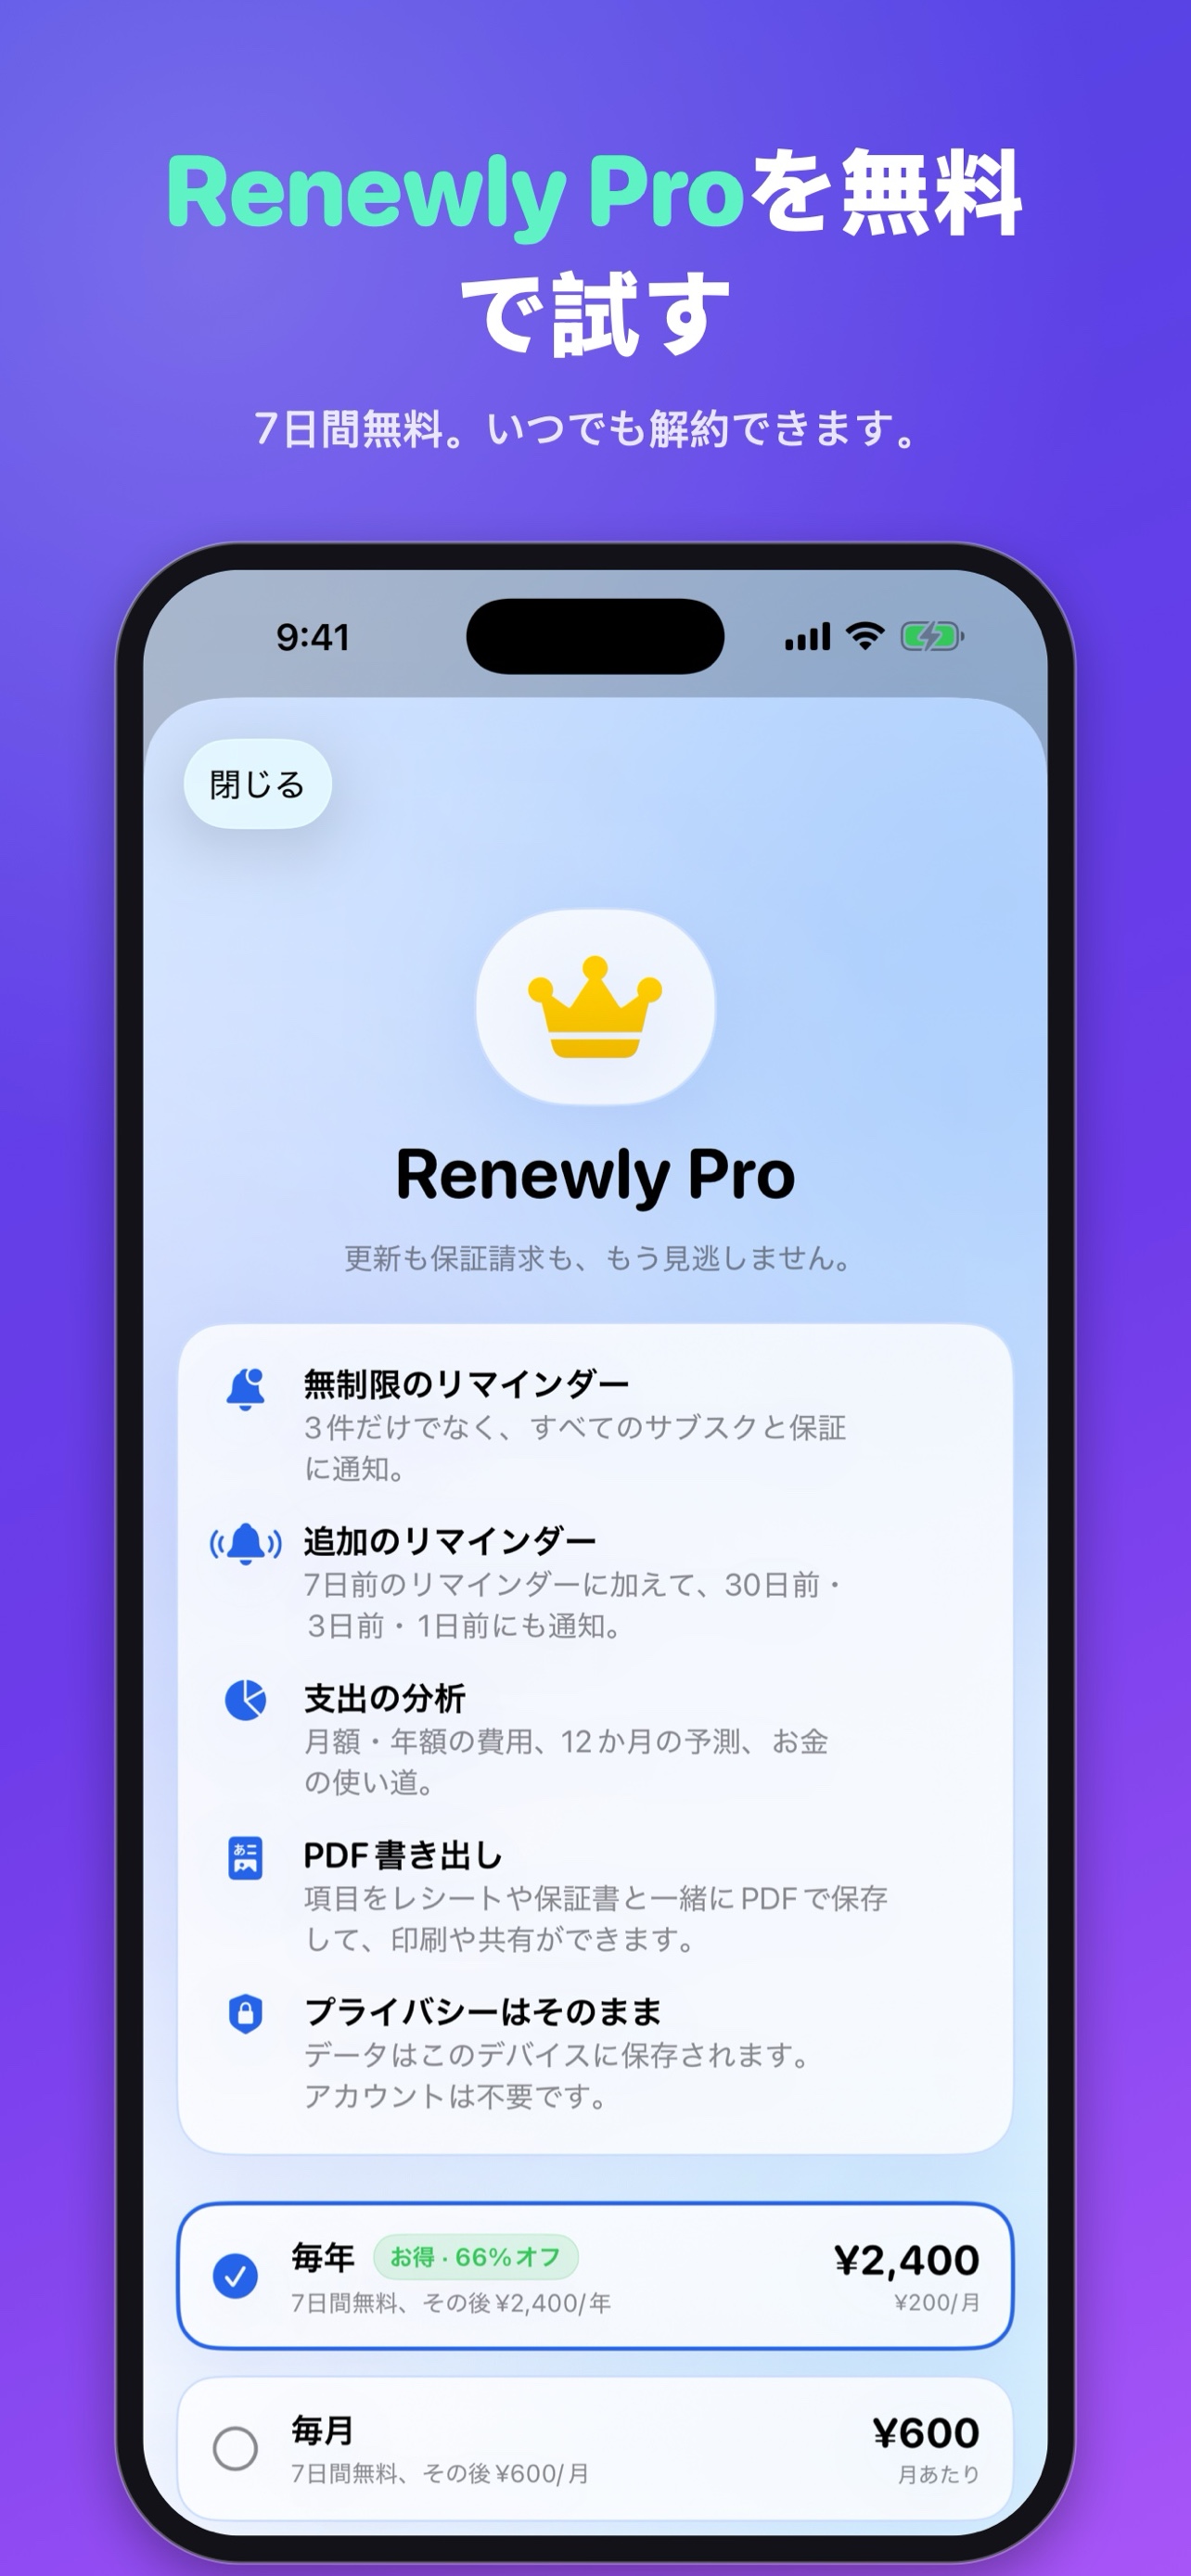 Renewly Proを無料
で試す
7日間無料。いつでも解約できます。
9:41
閉じる
Renewly Pro
更新も保証請求も、もう見逃しません。
無制限のリマインダー
3件だけでなく、すべてのサブスクと保証
に通知。
追加のリマインダー
7日前のリマインダーに加えて、30日前・
3日前・1日前にも通知。
支出の分析
月額・年額の費用、12か月の予測、お金
の使い道。
あ
PDF書き出し
項目をレシートや保証書と一緒にPDFで保存
して、印刷や共有ができます。
プライバシーはそのまま
データはこのデバイスに保存されます。
アカウントは不要です。
毎年 お得・66%オフ ¥2,400
7日間無料、その後¥2,400/年 ¥200/月
毎月 ¥600
7日間無料、その後¥600/月 月あたり